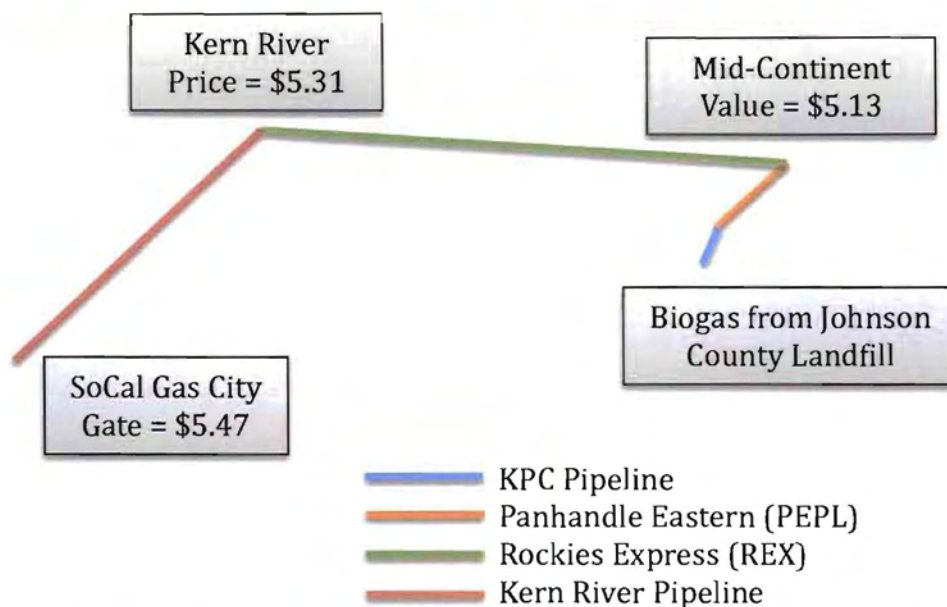 Kern River
Price = $5.31
Mid-Continent
Value = $5.13
Biogas from Johnson
County Landfill
SoCal Gas City
Gate = $5.47
KPC Pipeline
Panhandle Eastern (PEPL)
Rockies Express (REX)
Kern River Pipeline